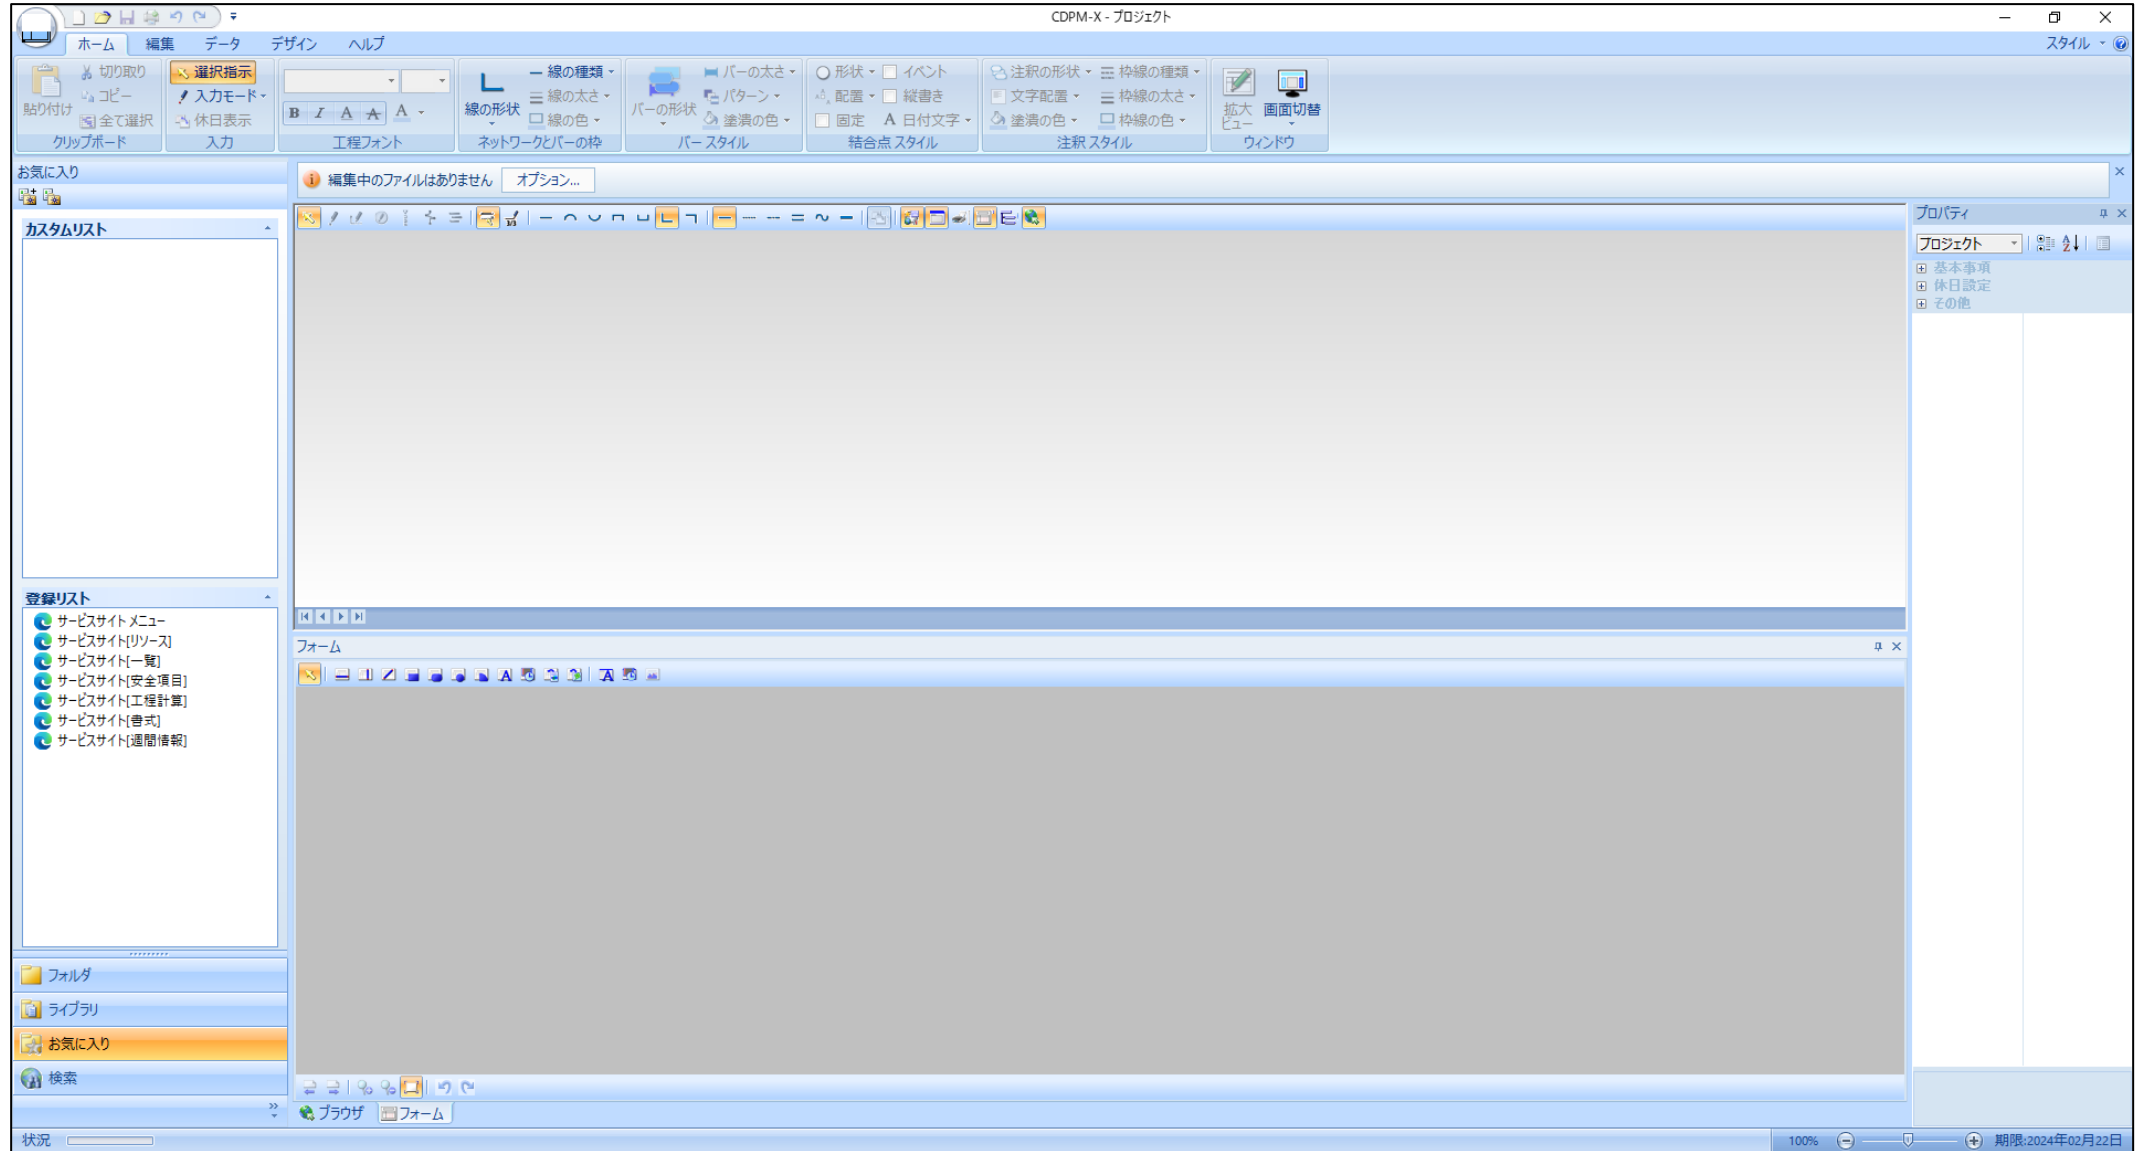 CDPM-X - プロジェクト
ホーム 編集 データ デザイン ヘルプ スタイル
貼り付け 切り取り コピー 全て選択
クリップボード
選択指示 入力モード 休日表示
入力
B I A A A
工程フォント
線の形状 線の種類 線の太さ 線の色
ネットワークとバーの枠
バーの形状 バーの太さ パターン 塗潰の色
バー スタイル
形状 イベント
配置 縦書き
固定 A 日付文字
結合点 スタイル
注釈の形状 枠線の種類
文字配置 枠線の太さ
塗潰の色 枠線の色
注釈 スタイル
拡大ビュー 画面切替
ウィンドウ
お気に入り
カスタムリスト
登録リスト
サービスサイト メニュー
サービスサイト[リソース]
サービスサイト[一覧]
サービスサイト[安全項目]
サービスサイト[工程計算]
サービスサイト[書式]
サービスサイト[週間情報]
フォルダ
ライブラリ
お気に入り
検索
編集中のファイルはありません オプション...
フォーム
ブラウザ フォーム
プロパティ
プロジェクト
基本事項
休日設定
その他
状況 100% 期限:2024年02月22日